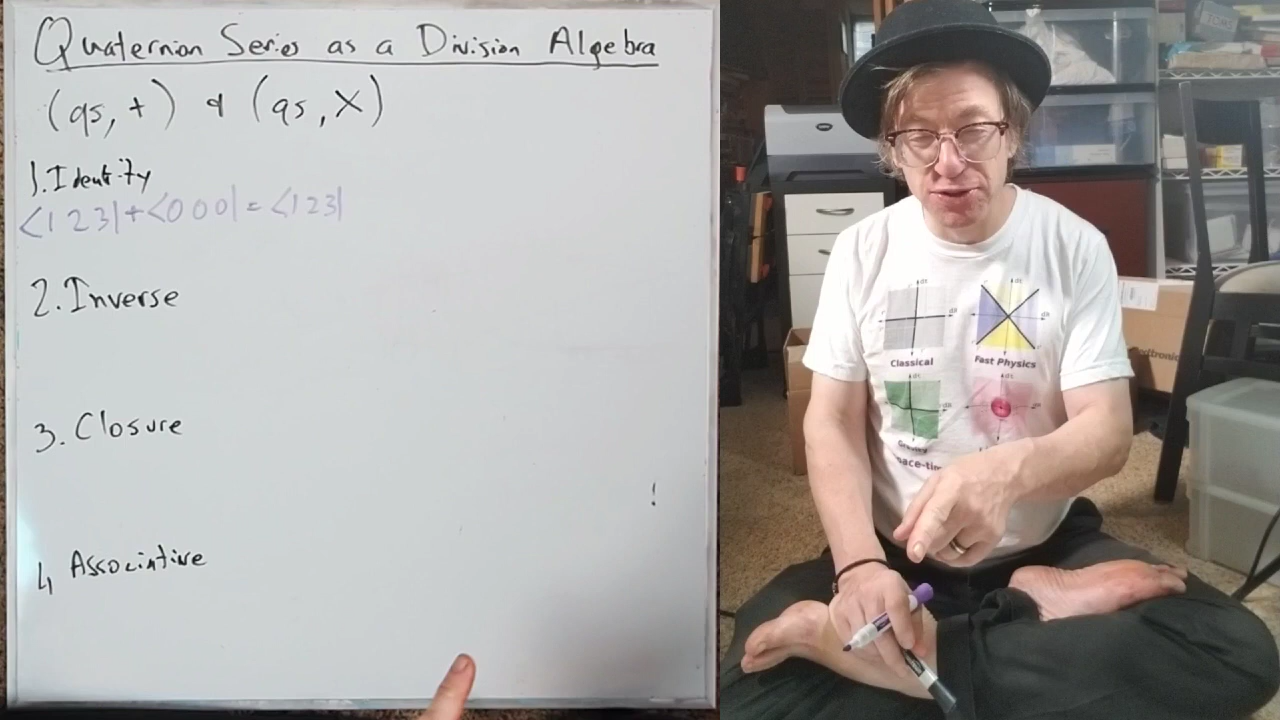 Quaternion Series as a Division Algebra
(qs, +) & (qs, X)
1. Identity
<1 2 3| + <0 0 0| = <1 2 3|
2. Inverse
3. Closure
!
4 Associative
Classical
Fast Physics
Gravity